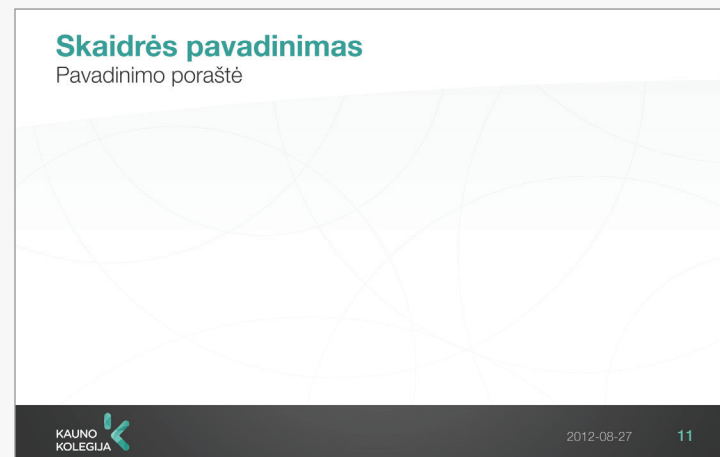 Skaidrės pavadinimas
Pavadinimo poraštė
KAUNO
KOLEGIJA
2012-08-27
11